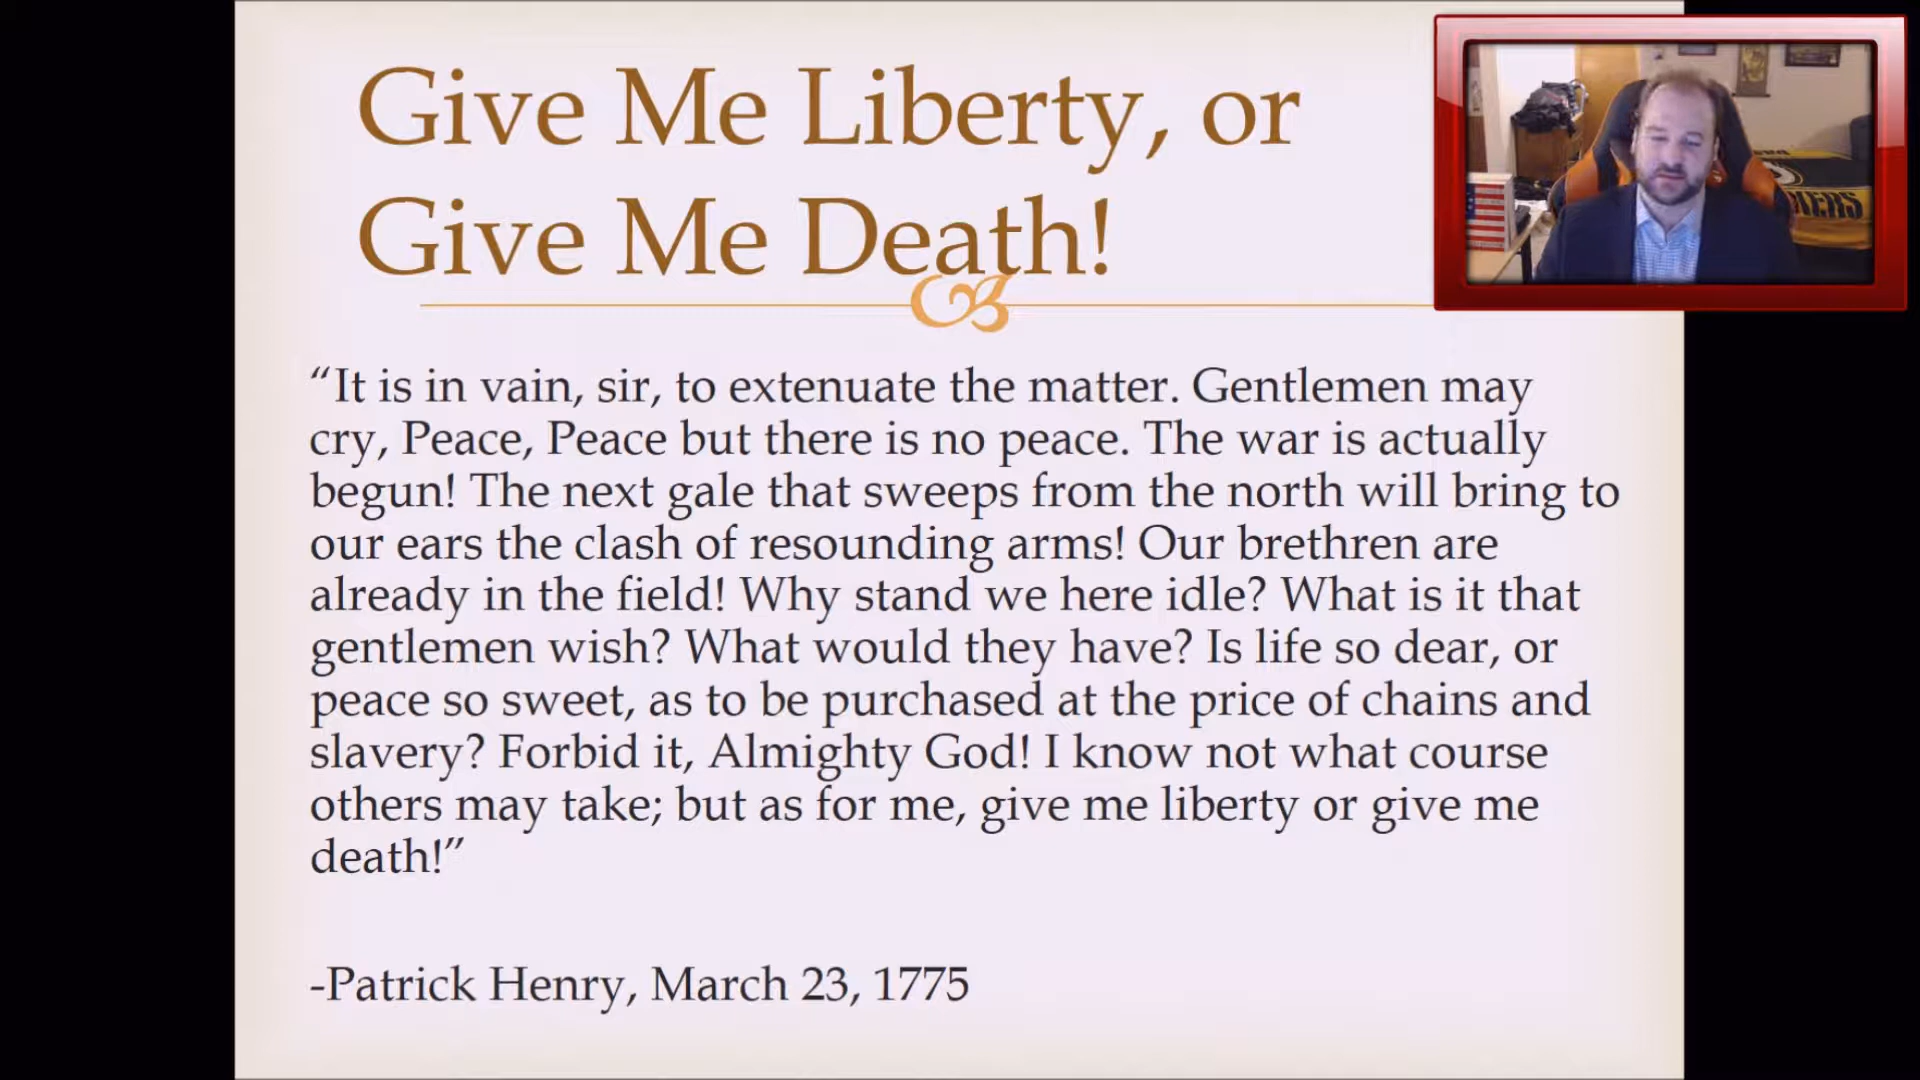 Give Me Liberty, or
Give Me Death!
“It is in vain, sir, to extenuate the matter. Gentlemen may
cry, Peace, Peace but there is no peace. The war is actually
begun! The next gale that sweeps from the north will bring to
our ears the clash of resounding arms! Our brethren are
already in the field! Why stand we here idle? What is it that
gentlemen wish? What would they have? Is life so dear, or
peace so sweet, as to be purchased at the price of chains and
slavery? Forbid it, Almighty God! I know not what course
others may take; but as for me, give me liberty or give me
death!”
-Patrick Henry, March 23, 1775